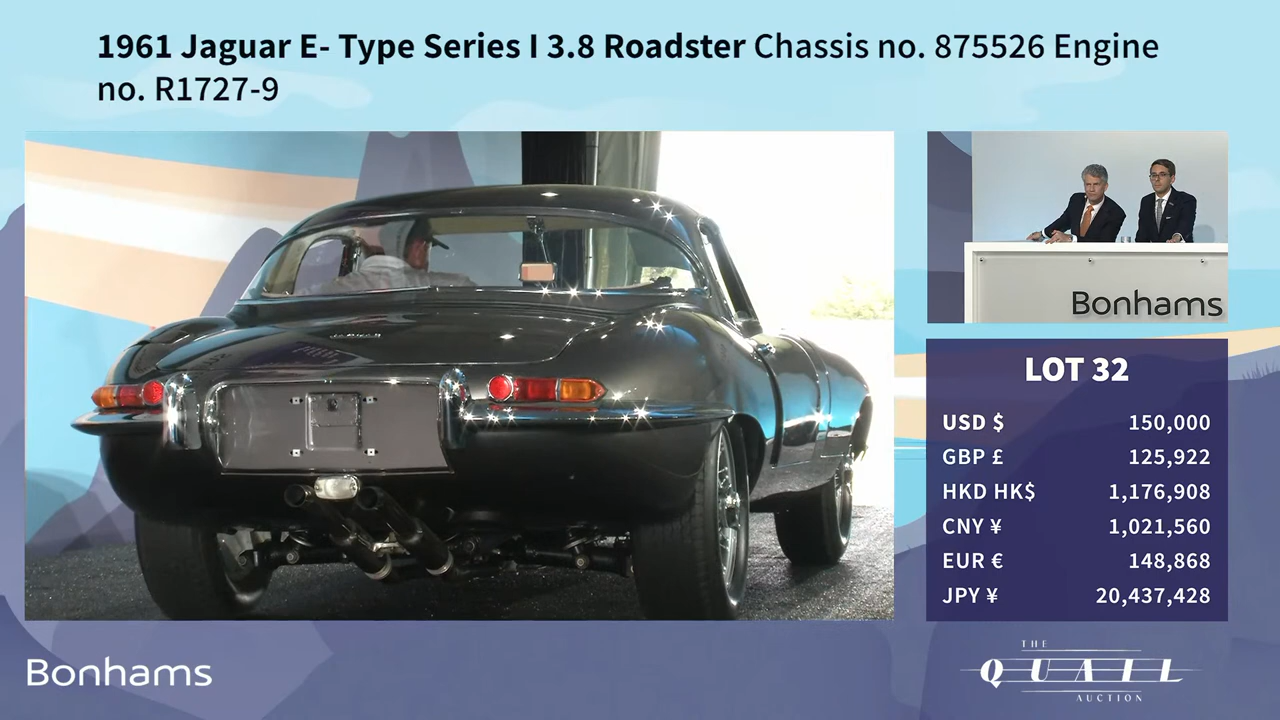 1961 Jaguar E- Type Series I 3.8 Roadster Chassis no. 875526 Engine
no. R1727-9
JAGUAR
Bonhams
LOT 32
USD $ 150,000
GBP £ 125,922
HKD HK$ 1,176,908
CNY ¥ 1,021,560
EUR € 148,868
JPY ¥ 20,437,428
Bonhams
THE
QUAIL
AUCTION